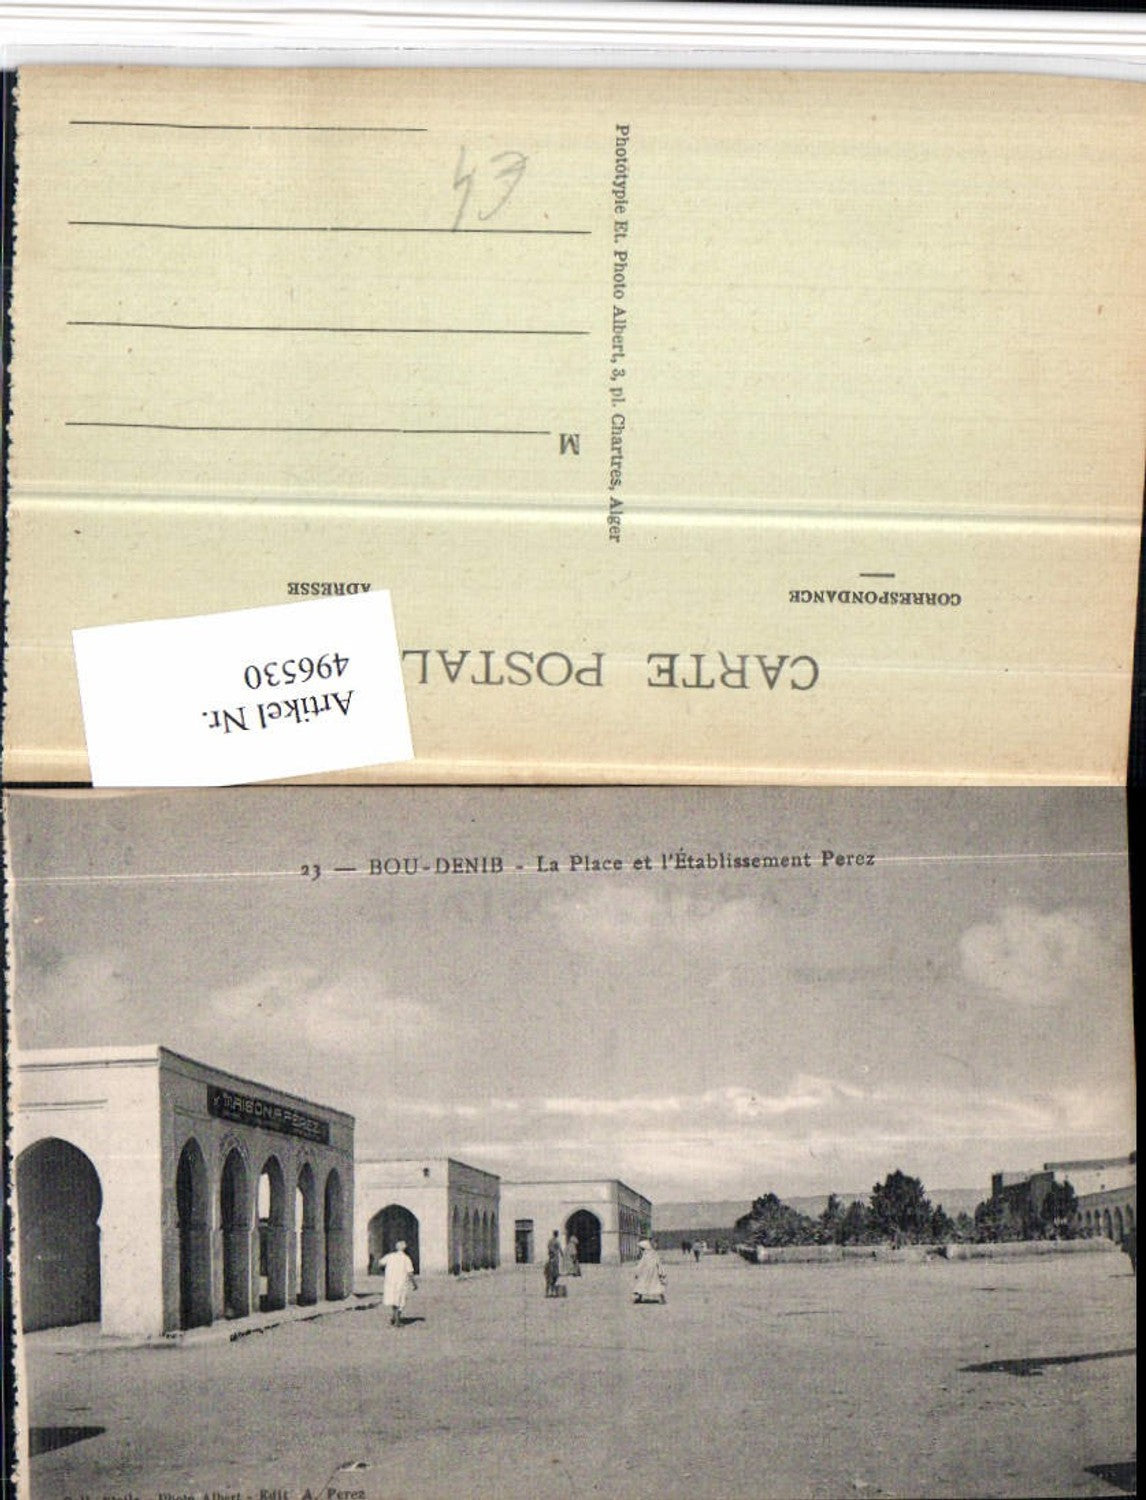 43
Phototypie Et. Photo Albert, 3, pl. Chartres, Alger
M
ADRESSE
CORRESPONDANCE
CARTE POSTAL
Artikel Nr.
496530
23 — BOU-DENIB - La Place et l'Établissement Perez
MAISON A. PEREZ
Photo Albert - Edit. A. Perez